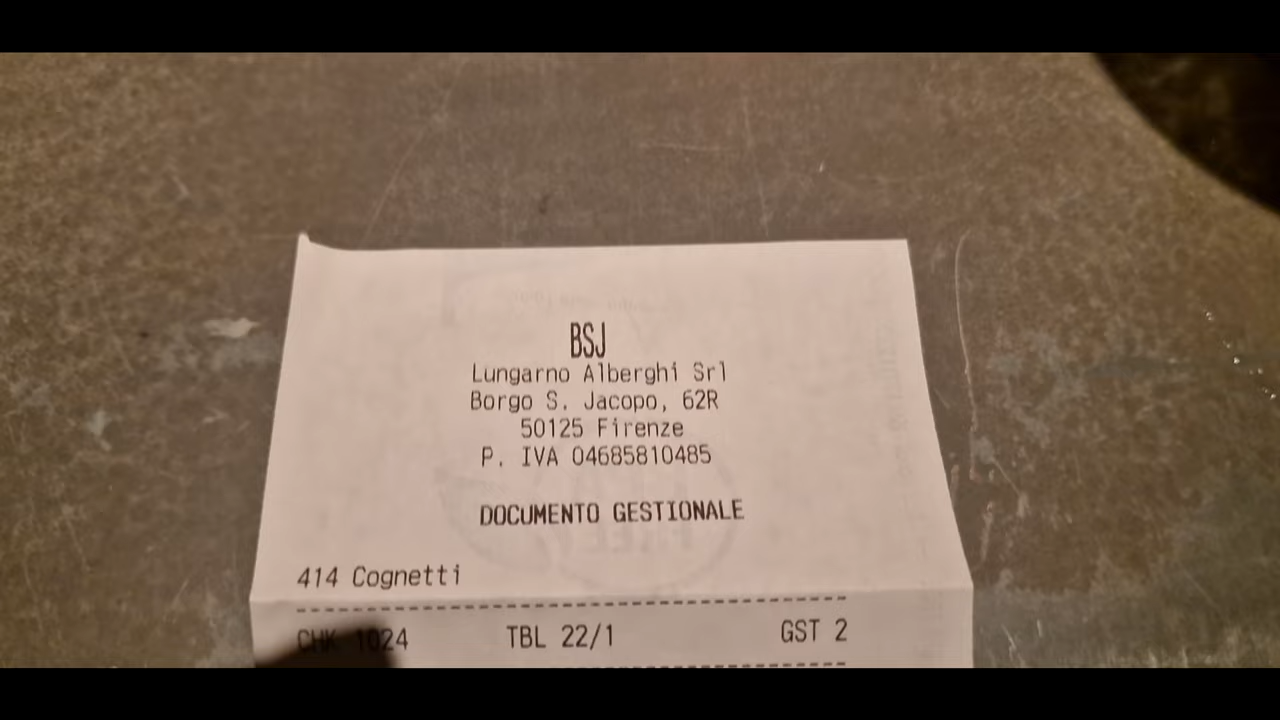 BSJ
Lungarno Alberghi Srl
Borgo S. Jacopo, 62R
50125 Firenze
P. IVA 04685810485
DOCUMENTO GESTIONALE
414 Cognetti
CHK 1024 TBL 22/1 GST 2